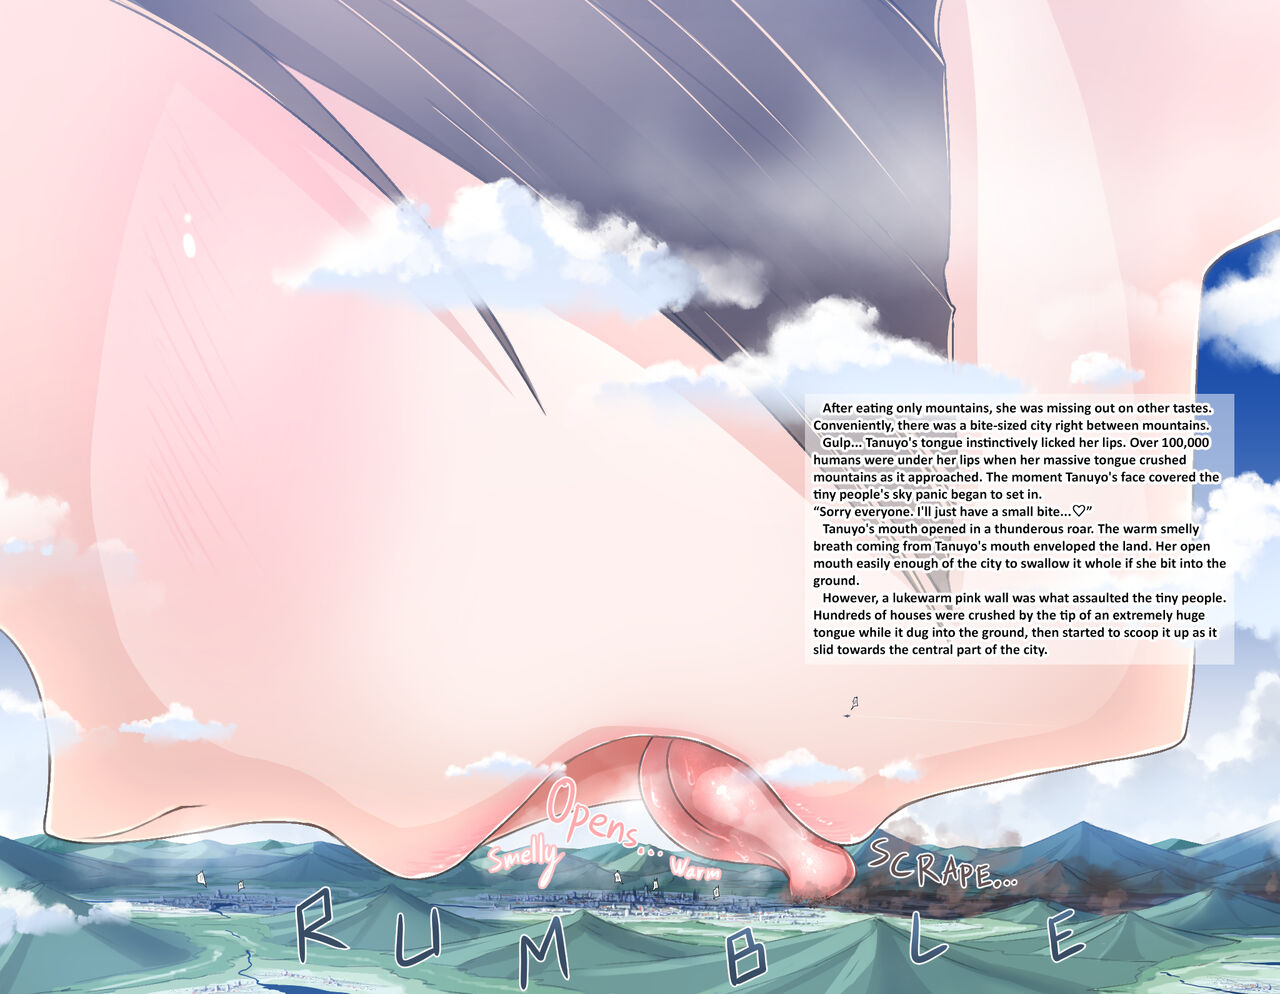 After eating only mountains, she was missing out on other tastes.
Conveniently, there was a bite-sized city right between mountains.
Gulp... Tanuyo's tongue instinctively licked her lips. Over 100,000
humans were under her lips when her massive tongue crushed
mountains as it approached. The moment Tanuyo's face covered the
tiny people's sky panic began to set in.
“Sorry everyone. I'll just have a small bite...♡”
Tanuyo's mouth opened in a thunderous roar. The warm smelly
breath coming from Tanuyo's mouth enveloped the land. Her open
mouth easily enough of the city to swallow it whole if she bit into the
ground.
However, a lukewarm pink wall was what assaulted the tiny people.
Hundreds of houses were crushed by the tip of an extremely huge
tongue while it dug into the ground, then started to scoop it up as it
slid towards the central part of the city.
Opens...
Smelly
Warm
SCRAPE...
RUMBLE